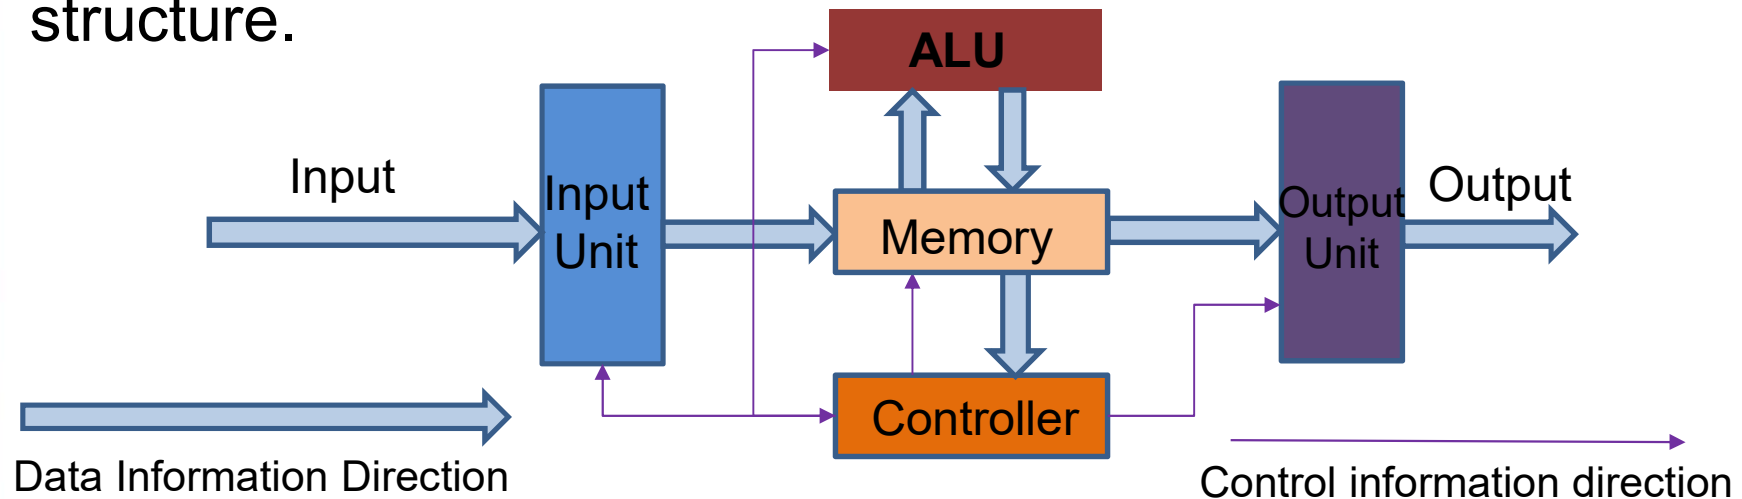 structure.
ALU
Input
Input
Unit
Memory
Output
Unit
Output
Controller
Data Information Direction
Control information direction